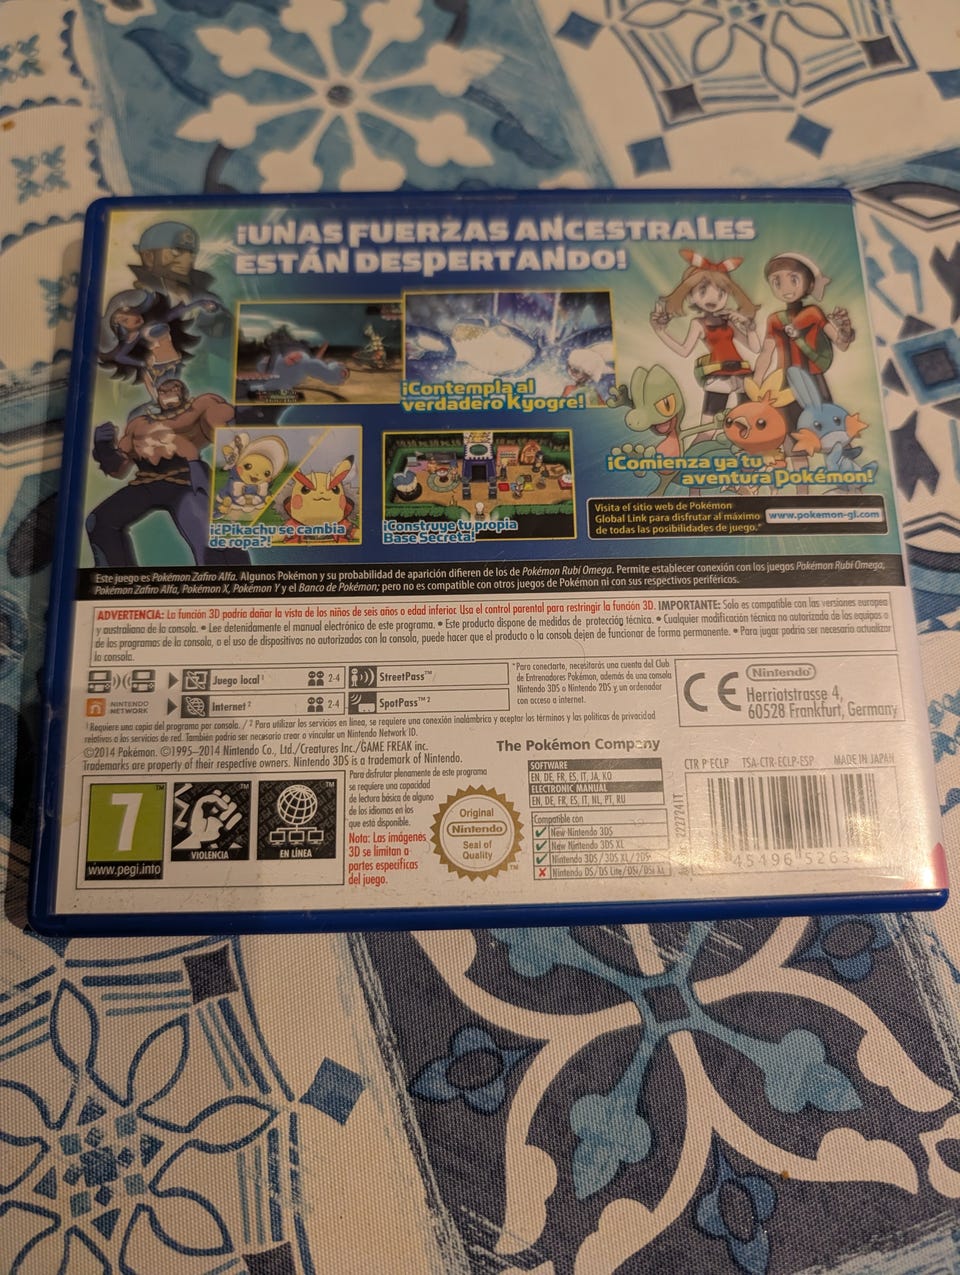 ¡UNAS FUERZAS ANCESTRALES
ESTÁN DESPERTANDO!
¡Contempla al
verdadero Kyogre!
¡Comienza ya tu
aventura Pokémon!
¡¿Pikachu se cambia
de ropa?!
¡Construye tu propia
Base Secreta!
Visita el sitio web de Pokémon
Global Link para disfrutar al máximo
de todas las posibilidades de juego.*
www.pokemon-gl.com
Este juego es Pokémon Zafiro Alfa. Algunos Pokémon y su probabilidad de aparición difieren de los de Pokémon Rubí Omega. Permite establecer conexión con los juegos Pokémon Rubí Omega,
Pokémon Zafiro Alfa, Pokémon X, Pokémon Y y el Banco de Pokémon; pero no es compatible con otros juegos de Pokémon ni con sus respectivos periféricos.
ADVERTENCIA: La función 3D podría dañar la vista de los niños de seis años o edad inferior. Usa el control parental para restringir la función 3D. IMPORTANTE: Solo es compatible con las versiones europea
y australiana de la consola. • Lee detenidamente el manual electrónico de este programa. • Este producto dispone de medidas de protección técnica. • Cualquier modificación técnica no autorizada de los equipos o
de los programas de la consola, o el uso de dispositivos no autorizados con la consola, puede hacer que el producto o la consola dejen de funcionar de forma permanente. • Para jugar podría ser necesario actualizar
la consola.
Juego local¹ 2-4 StreetPass™
NINTENDO NETWORK Internet² 2-4 SpotPass™²
*Para conectarte, necesitarás una cuenta del Club
de Entrenadores Pokémon, además de una consola
Nintendo 3DS o Nintendo 2DS y un ordenador
con acceso a internet.
CE
Nintendo
Herriotstrasse 4,
60528 Frankfurt, Germany
¹ Requiere una copia del programa por consola. / ² Para utilizar los servicios en línea, se requiere una conexión inalámbrica y aceptar los términos y las políticas de privacidad
relativos a los servicios de red. También podría ser necesario crear o vincular un Nintendo Network ID.
©2014 Pokémon. ©1995–2014 Nintendo Co., Ltd./Creatures Inc./GAME FREAK inc.
Trademarks are property of their respective owners. Nintendo 3DS is a trademark of Nintendo.
The Pokémon Company
CTR P ECLP TSA-CTR-ECLP-ESP MADE IN JAPAN
7
www.pegi.info
VIOLENCIA
EN LÍNEA
TM
TM
Para disfrutar plenamente de este programa
se requiere una capacidad
de lectura básica de alguno
de los idiomas en los
que está disponible.
Nota: Las imágenes
3D se limitan a
partes específicas
del juego.
Original
Nintendo
Seal of
Quality
TM
SOFTWARE
EN, DE, FR, ES, IT, JA, KO
ELECTRONIC MANUAL
EN, DE, FR, ES, IT, NL, PT, RU
Compatible con
New Nintendo 3DS
New Nintendo 3DS XL
Nintendo 3DS/3DS XL/2DS
Nintendo DS/DS Lite/DSi/DSi XL